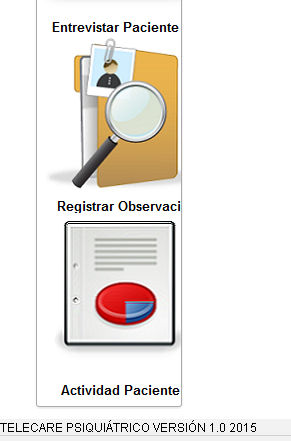 Entrevistar Paciente
Registrar Observaci
Actividad Paciente
TELECARE PSIQUIÁTRICO VERSIÓN 1.0 2015